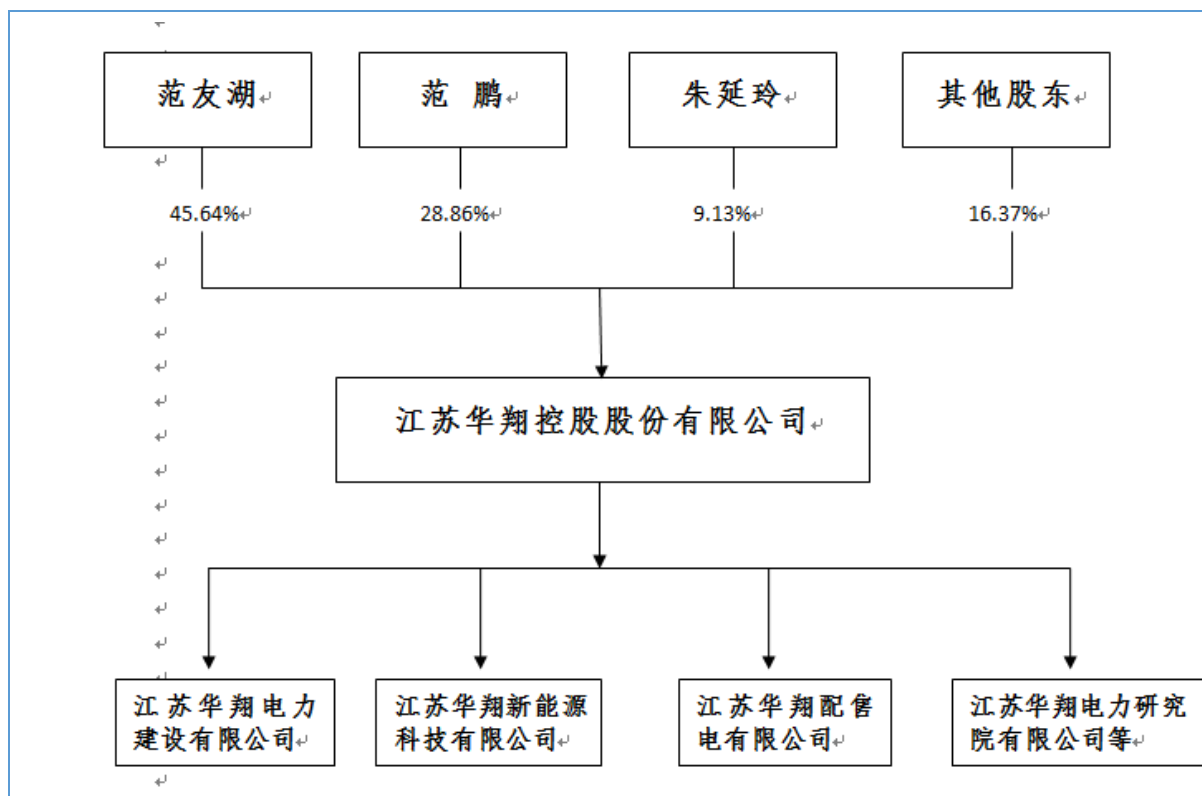 范友湖
范 鹏
朱延玲
其他股东
45.64%
28.86%
9.13%
16.37%
江苏华翔控股股份有限公司
江苏华翔电力
建设有限公司
江苏华翔新能源
科技有限公司
江苏华翔配售
电有限公司
江苏华翔电力研究
院有限公司等